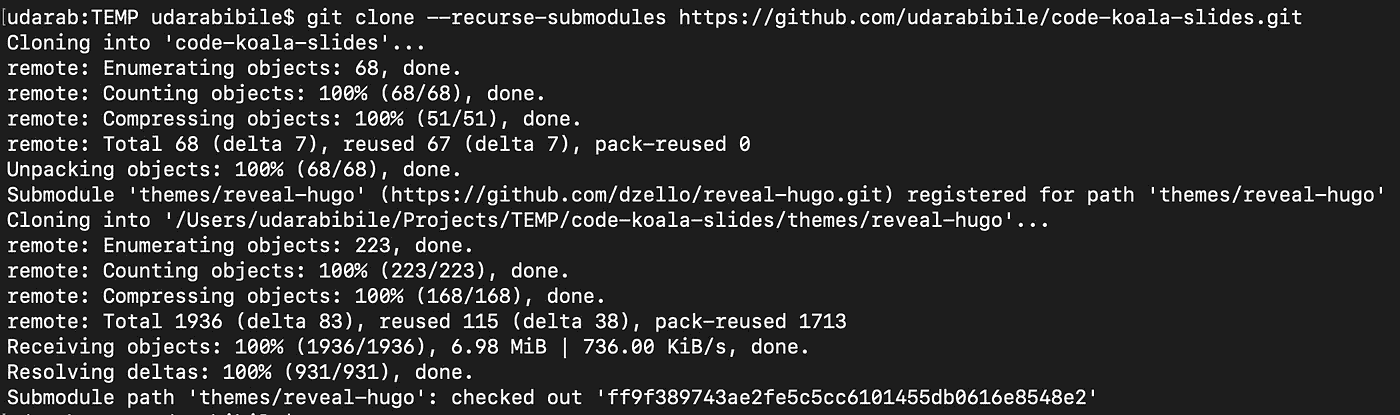 [udarab:TEMP udarabibile$ git clone --recurse-submodules https://github.com/udarabibile/code-koala-slides.git
Cloning into 'code-koala-slides'...
remote: Enumerating objects: 68, done.
remote: Counting objects: 100% (68/68), done.
remote: Compressing objects: 100% (51/51), done.
remote: Total 68 (delta 7), reused 67 (delta 7), pack-reused 0
Unpacking objects: 100% (68/68), done.
Submodule 'themes/reveal-hugo' (https://github.com/dzello/reveal-hugo.git) registered for path 'themes/reveal-hugo'
Cloning into '/Users/udarabibile/Projects/TEMP/code-koala-slides/themes/reveal-hugo'...
remote: Enumerating objects: 223, done.
remote: Counting objects: 100% (223/223), done.
remote: Compressing objects: 100% (168/168), done.
remote: Total 1936 (delta 83), reused 115 (delta 38), pack-reused 1713
Receiving objects: 100% (1936/1936), 6.98 MiB | 736.00 KiB/s, done.
Resolving deltas: 100% (931/931), done.
Submodule path 'themes/reveal-hugo': checked out 'ff9f389743ae2fe5c5cc6101455db0616e8548e2'